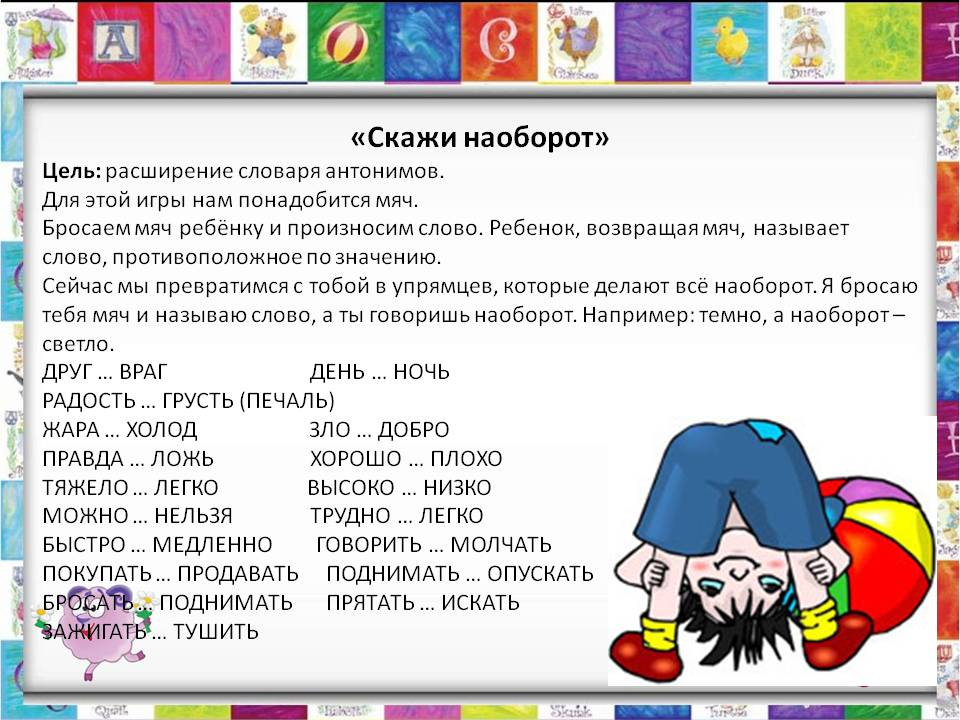 «Скажи наоборот»
Цель: расширение словаря антонимов.
Для этой игры нам понадобится мяч.
Бросаем мяч ребёнку и произносим слово. Ребенок, возвращая мяч, называет
слово, противоположное по значению.
Сейчас мы превратимся с тобой в упрямцев, которые делают всё наоборот. Я бросаю
тебя мяч и называю слово, а ты говоришь наоборот. Например: темно, а наоборот –
светло.
ДРУГ … ВРАГ ДЕНЬ … НОЧЬ
РАДОСТЬ … ГРУСТЬ (ПЕЧАЛЬ)
ЖАРА … ХОЛОД ЗЛО … ДОБРО
ПРАВДА … ЛОЖЬ ХОРОШО … ПЛОХО
ТЯЖЕЛО … ЛЕГКО ВЫСОКО … НИЗКО
МОЖНО … НЕЛЬЗЯ ТРУДНО … ЛЕГКО
БЫСТРО … МЕДЛЕННО ГОВОРИТЬ … МОЛЧАТЬ
ПОКУПАТЬ … ПРОДАВАТЬ ПОДНИМАТЬ … ОПУСКАТЬ
БРОСАТЬ … ПОДНИМАТЬ ПРЯТАТЬ … ИСКАТЬ
ЗАЖИГАТЬ … ТУШИТЬ